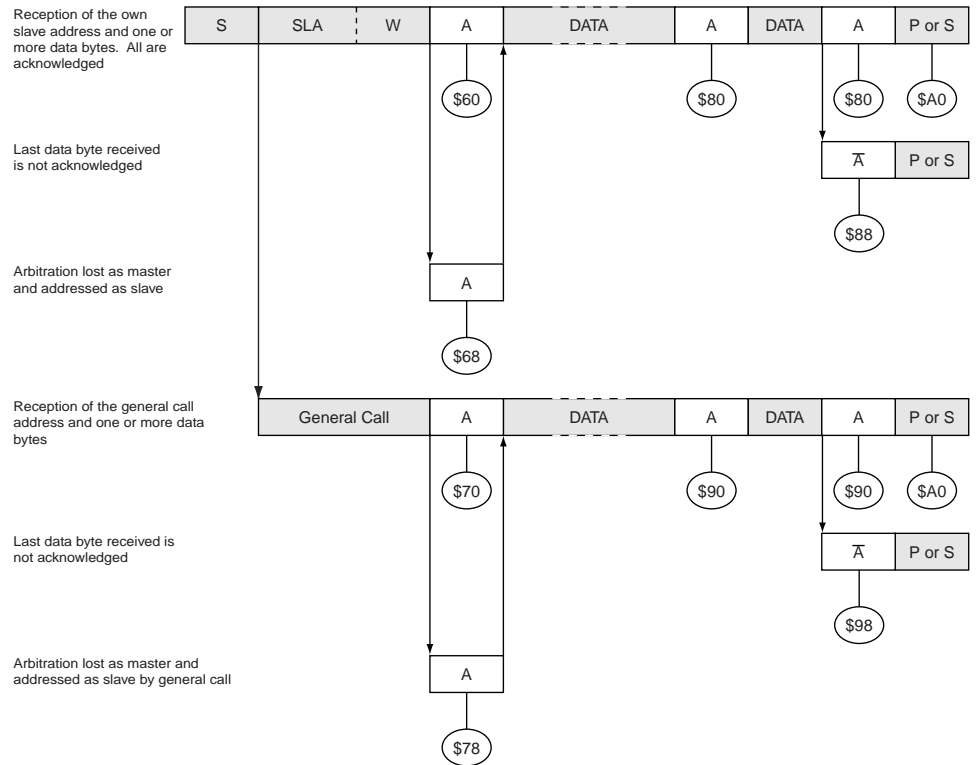 Reception of the own
slave address and one or
more data bytes.  All are
acknowledged
S SLA W A DATA A DATA A P or S
$60 $80 $80 $A0
Last data byte received
is not acknowledged
A̅ P or S
$88
Arbitration lost as master
and addressed as slave
A
$68
Reception of the general call
address and one or more data
bytes
General Call A DATA A DATA A P or S
$70 $90 $90 $A0
Last data byte received is
not acknowledged
A̅ P or S
$98
Arbitration lost as master and
addressed as slave by general call
A
$78